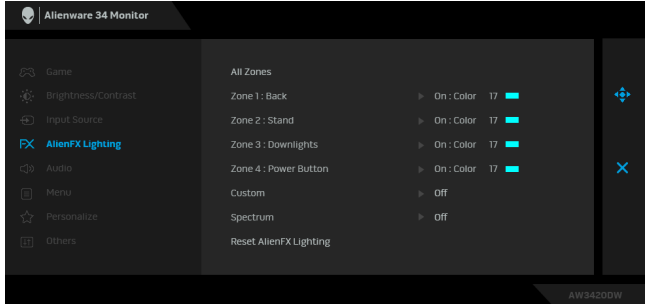 Alienware 34 Monitor
Game
Brightness/Contrast
Input Source
FX AlienFX Lighting
Audio
Menu
Personalize
Others
All Zones
Zone 1 : Back On : Color 17
Zone 2 : Stand On : Color 17
Zone 3 : Downlights On : Color 17
Zone 4 : Power Button On : Color 17
Custom Off
Spectrum Off
Reset AlienFX Lighting
AW3420DW